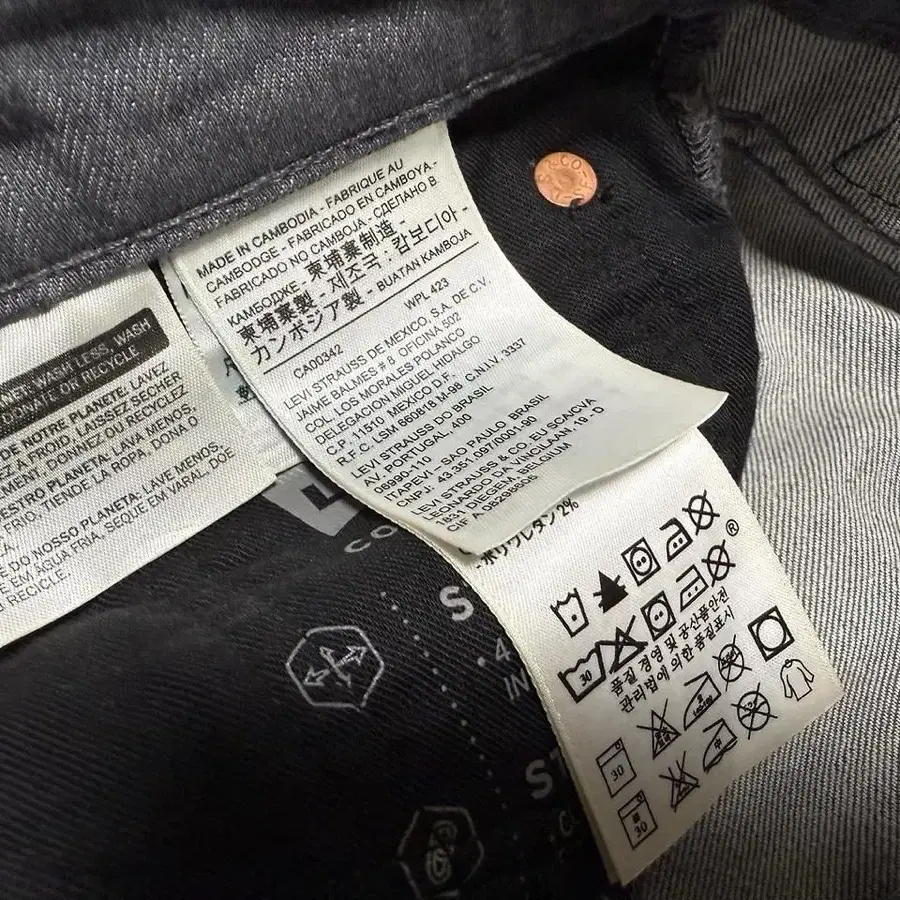 MADE IN CAMBODIA - FABRIQUE AU
CAMBODGE - FABRICADO EN CAMBOYA -
FABRICADO NO CAMBOJA - СДЕЛАНО В
КАМБОДЖЕ - 柬埔寨制造 -
柬埔寨製 - 제조국 : 캄보디아 -
カンボジア製 - BUATAN KAMBOJA
CA00342 WPL 423
LEVI STRAUSS DE MEXICO, S.A. DE C.V.
JAIME BALMES # 8 OFICINA 502
COL. LOS MORALES POLANCO
DELEGACION MIGUEL HIDALGO
C.P. 11510 MEXICO D.F.
R.F.C. LSM 660618 M-98 C.N.I.V. 3337
LEVI STRAUSS DO BRASIL
AV. PORTUGAL, 400
06690-110
ITAPEVI - SAO PAULO BRASIL
CNPJ: 43.351.097/0001-90
LEVI STRAUSS & CO. EU SCA/CVA
LEONARDO DA VINCILAAN ,19 - D
1831 DIEGEM, BELGIUM
WASH LESS, WASH
DONATE OR RECYCLE
DE NOTRE PLANETE: LAVEZ
À FROID, LAISSEZ SECHER
DONNEZ OU RECYCLEZ
PLANETA: LAVA MENOS,
FRIO, TIENDE LA ROPA, DONA O
DO NOSSO PLANETA: LAVE MENOS,
EM ÁGUA FRIA, SEQUE EM VARAL, DOE
RECICLE.
ポリウレタン 2%
®
30
품질 경영 및 공산품안전
관리법에 의한 품질표시
30
30
中
& CO